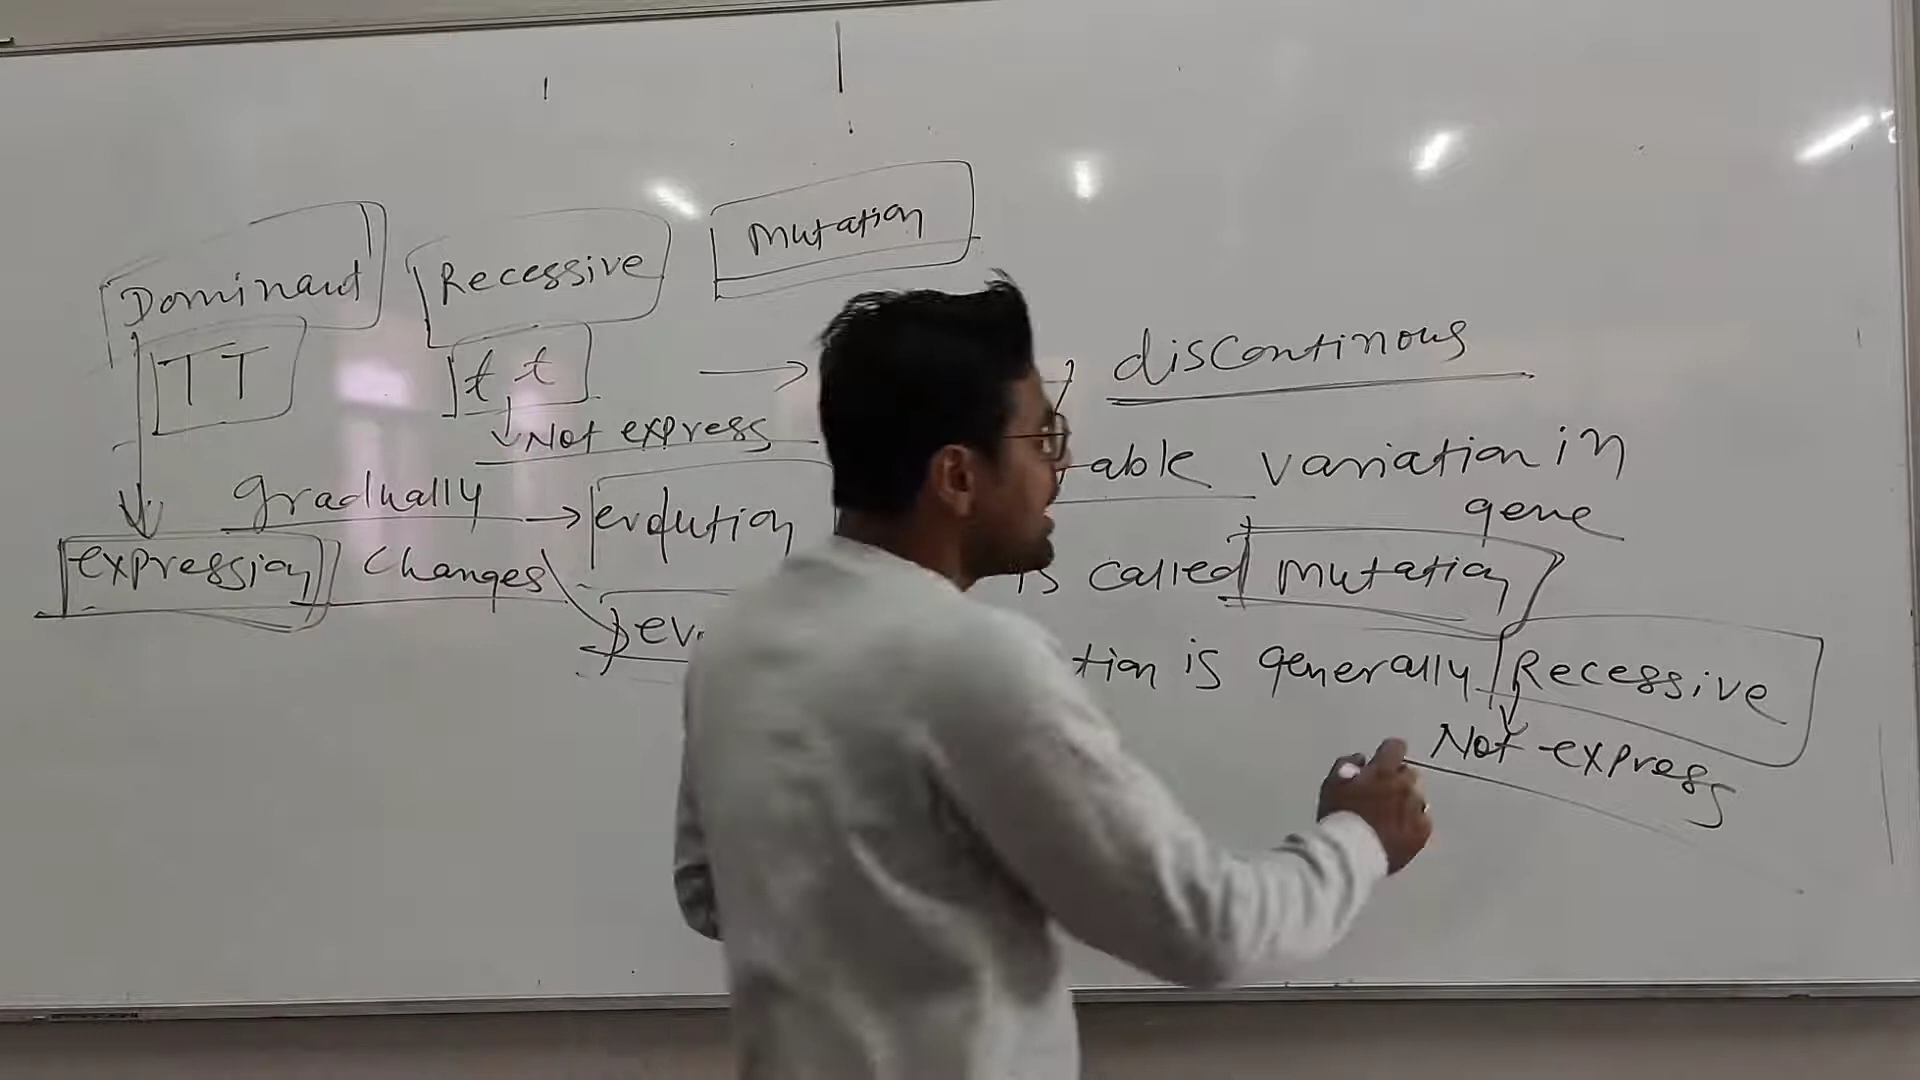 Mutation
Dominant Recessive
TT tt
Not express
gradually → evolution
expression Changes
discontinous
able variation in
gene
is called mutation
tion is generally Recessive
Not express